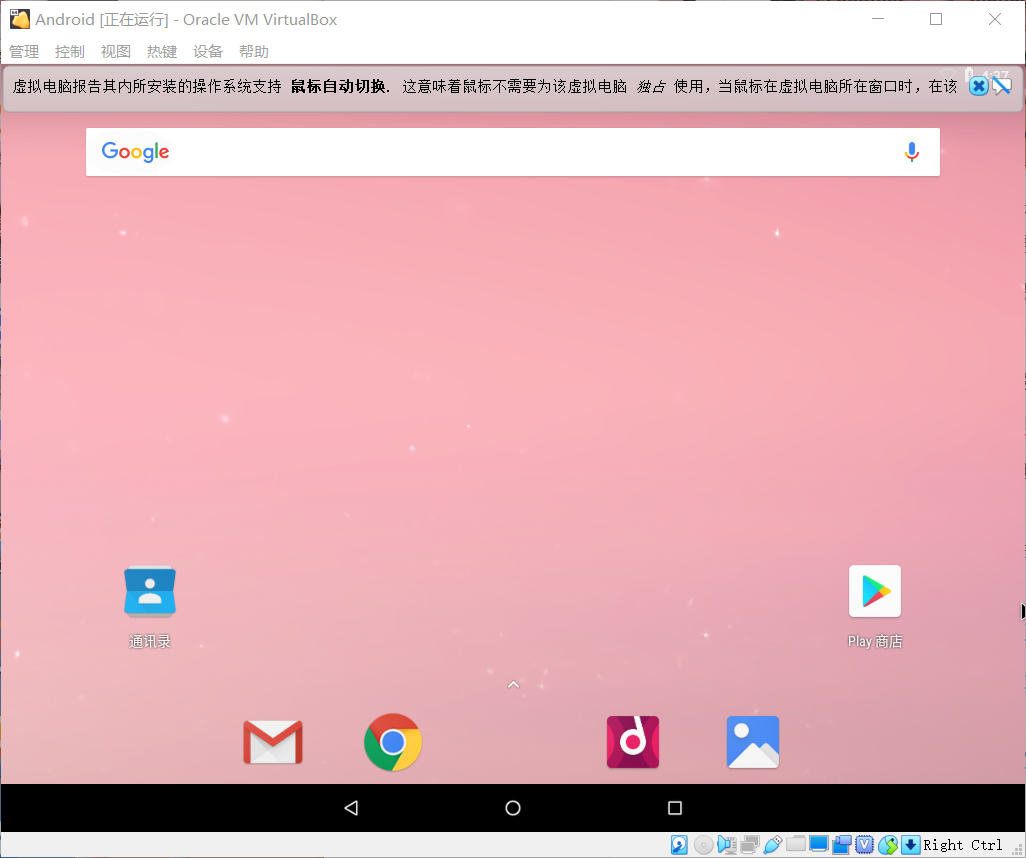 Android [正在运行] - Oracle VM VirtualBox
管理 控制 视图 热键 设备 帮助
虚拟电脑报告其内所安装的操作系统支持 鼠标自动切换. 这意味着鼠标不需要为该虚拟电脑 独占 使用，当鼠标在虚拟电脑所在窗口时，在该
4:37
Google
通讯录
Play 商店
Right Ctrl